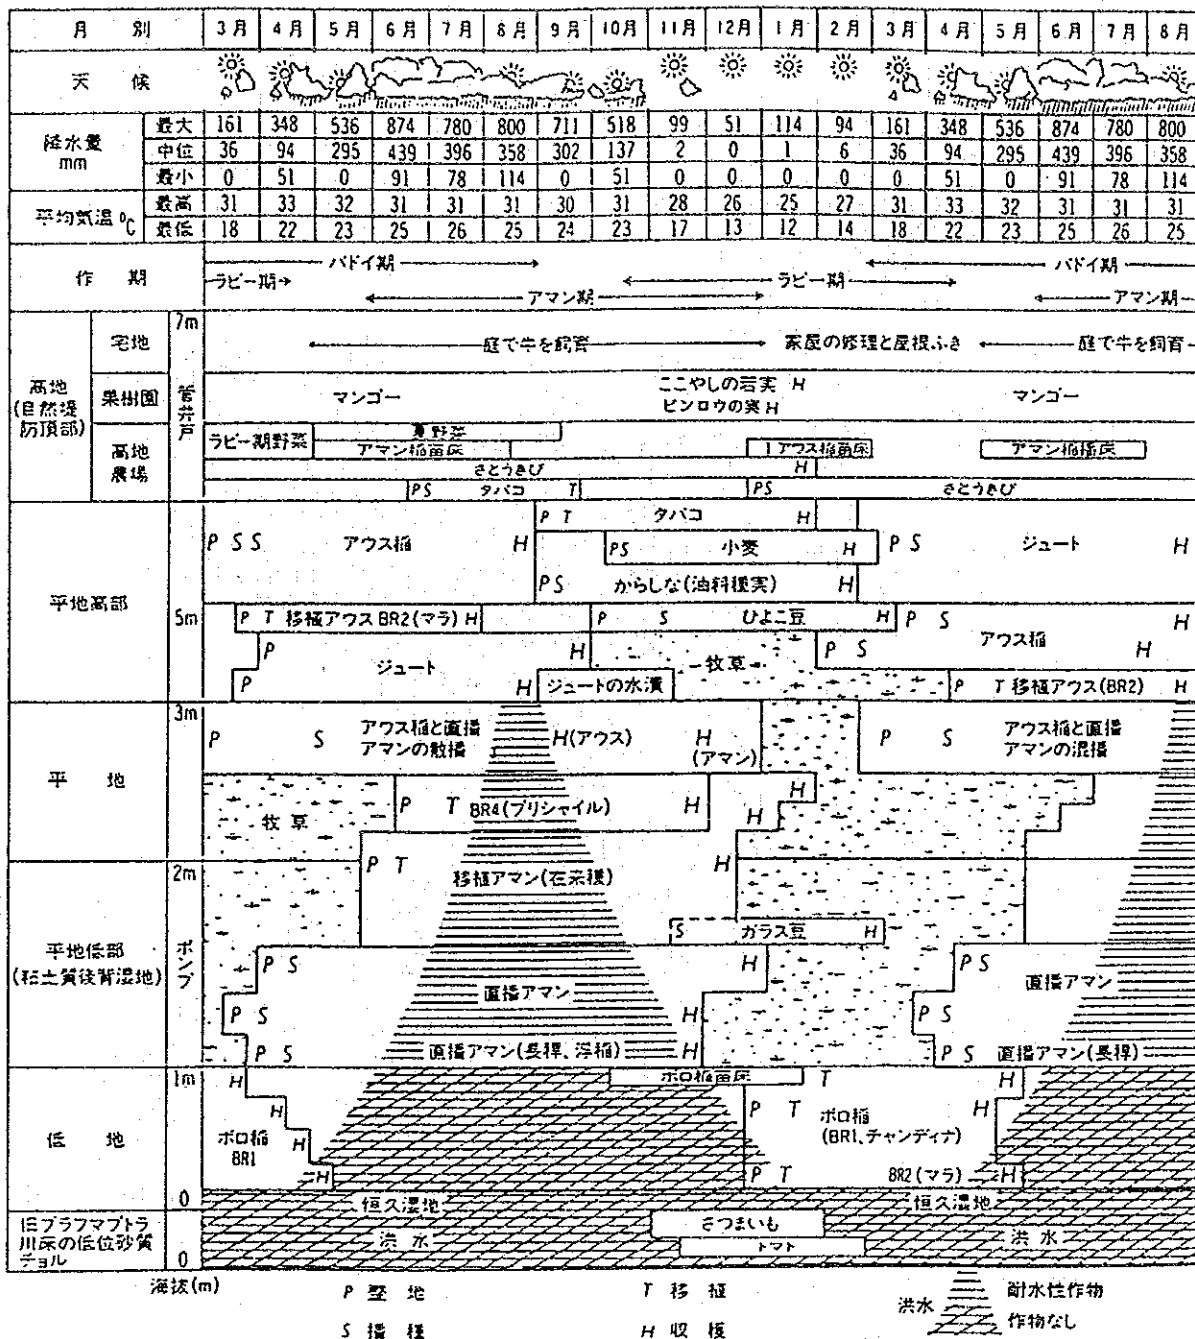 月 別 3月 4月 5月 6月 7月 8月 9月 10月 11月 12月 1月 2月 3月 4月 5月 6月 7月 8月
天 候
降水量 mm
最大 161 348 536 874 780 800 711 518 99 51 114 94 161 348 536 874 780 800
中位 36 94 295 439 396 358 302 137 2 0 1 6 36 94 295 439 396 358
最小 0 51 0 91 78 114 0 51 0 0 0 0 0 51 0 91 78 114
平均気温 ℃
最高 31 33 32 31 31 31 30 31 28 26 25 27 31 33 32 31 31 31
最低 18 22 23 25 26 25 24 23 17 13 12 14 18 22 23 25 26 25
作 期
バドイ期 バドイ期
ラビー期 ラビー期
アマン期 アマン期
高地 (自然堤防頂部)
7m
管井戸
宅地 庭で牛を飼育 家屋の修理と屋根ふき 庭で牛を飼育
果樹園 マンゴー ここやしの若実 H マンゴー
ビンロウの実 H
高地農場 ラビー期野菜 夏野菜
アマン稲苗床 T アウス稲苗床 アマン稲播床
さとうきび H
PS タバコ T PS さとうきび
平地高部
P T タバコ H
P S S アウス稲 H PS 小麦 H P S ジュート H
PS からしな(油料種実) H
5m P T 移植アウス BR2(マラ) H P S ひよこ豆 H P S アウス稲 H
P ジュート H 牧草 P S H
P H ジュートの水漬 P T 移植アウス(BR2) H
平 地
3m
P S アウス稲と直播アマンの散播 H(アウス) H (アマン) P S アウス稲と直播アマンの混播
牧草 P T BR4(ブリシャイル) H H H
2m P T 移植アマン(在来種) H
平地低部 (粘土質後背湿地)
ポンプ
S ガラス豆 H
P S 直播アマン H PS 直播アマン
P S H P S
P S 直播アマン(長稈、浮稲) H P S 直播アマン(長稈)
低 地
1m H ボロ稲苗床 T H
H ボロ稲 BR1 H P T ボロ稲 (BR1、チャンディナ) H
H P T BR2(マラ) H
0 恒久湿地 恒久湿地
旧ブラフマプトラ川床の低位砂質チョル
0 洪水 さつまいも 洪水
トマト
海抜(m) P 整地 T 移植 洪水 耐水性作物
S 播種 H 収穫 作物なし